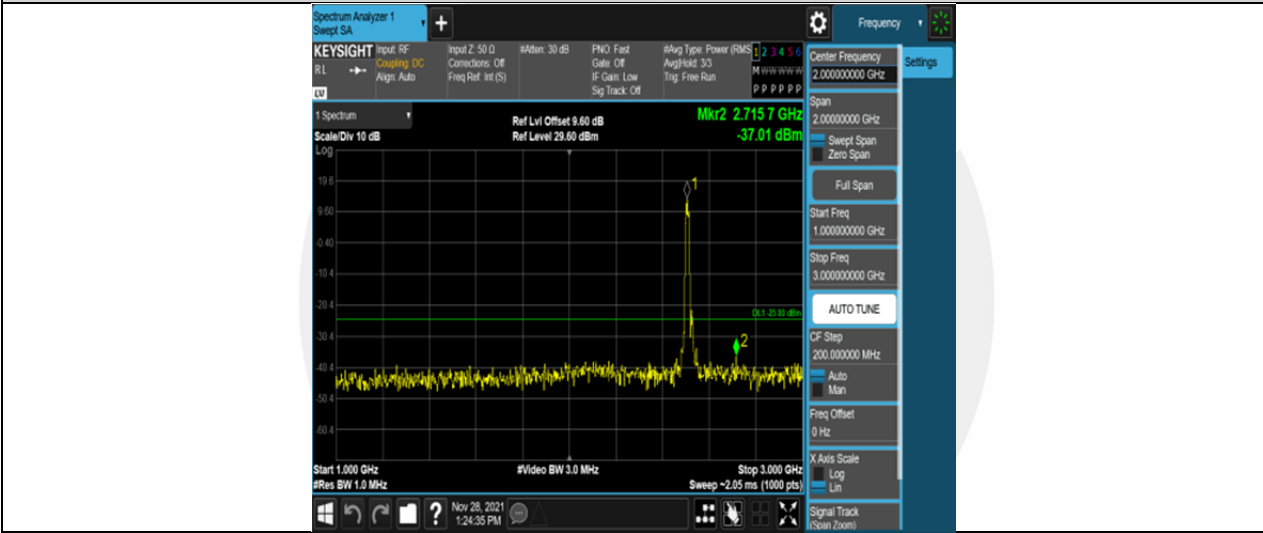 Spectrum Analyzer 1
Swept SA
+
Frequency
KEYSIGHT
RL
LV
Input: RF
Coupling: DC
Align: Auto
Input Z: 50 Ω
Corrections: Off
Freq Ref: Int (S)
#Atten: 30 dB
PNO: Fast
Gate: Off
IF Gain: Low
Sig Track: Off
#Avg Type: Power (RMS
Avg|Hold: 3/3
Trig: Free Run
1 2 3 4 5 6
M W W W W W
P P P P P P
1 Spectrum
Scale/Div 10 dB
Log
Ref Lvl Offset 9.60 dB
Ref Level 29.60 dBm
Mkr2 2.715 7 GHz
-37.01 dBm
19.6
9.60
-0.40
-10.4
-20.4
-30.4
-40.4
-50.4
-60.4
1
2
Start 1.000 GHz
#Res BW 1.0 MHz
#Video BW 3.0 MHz
Stop 3.000 GHz
Sweep ~2.05 ms (1000 pts)
?
Nov 28, 2021
1:24:35 PM
Center Frequency
2.000000000 GHz
Span
2.00000000 GHz
Swept Span
Zero Span
Full Span
Start Freq
1.000000000 GHz
Stop Freq
3.000000000 GHz
AUTO TUNE
CF Step
200.000000 MHz
Auto
Man
Freq Offset
0 Hz
X Axis Scale
Log
Lin
Signal Track
(Span Zoom)
Settings